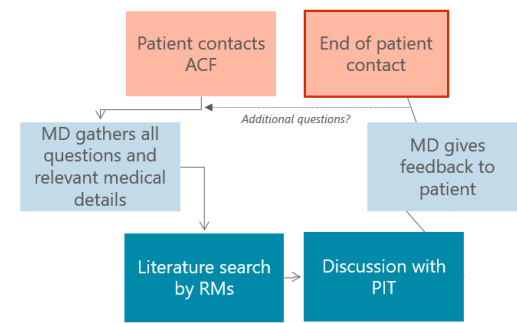 Patient contacts
ACF
End of patient
contact
Additional questions?
MD gathers all
questions and
relevant medical
details
MD gives
feedback to
patient
Literature search
by RMs
Discussion with
PIT